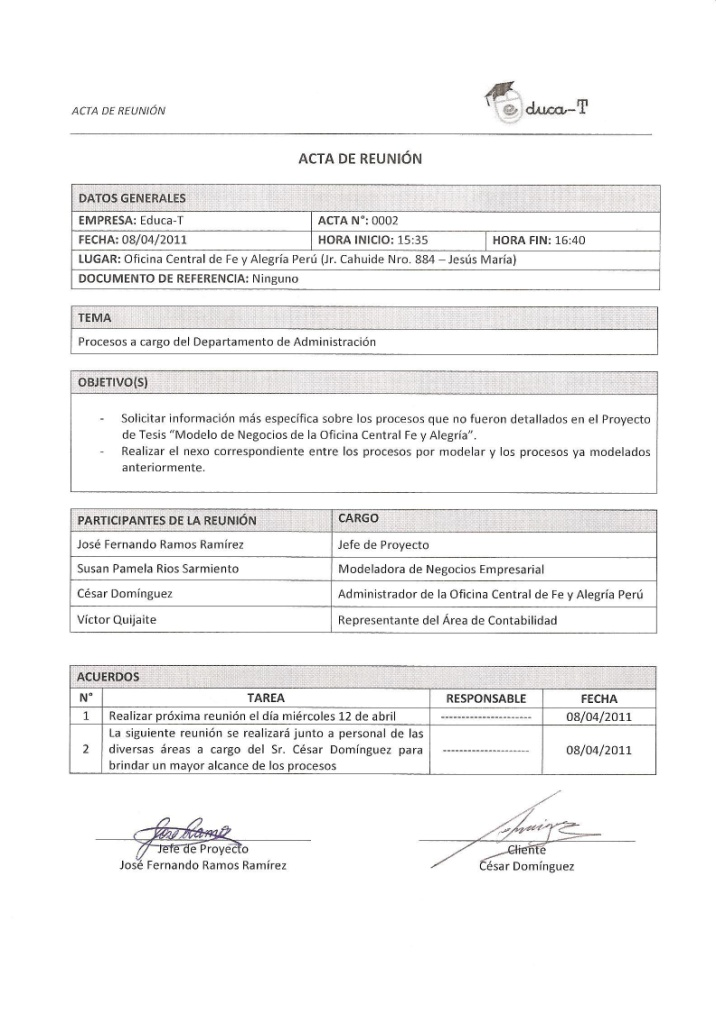 ACTA DE REUNIÓN
duca-T
ACTA DE REUNIÓN
DATOS GENERALES
EMPRESA: Educa-T ACTA N°: 0002
FECHA: 08/04/2011 HORA INICIO: 15:35 HORA FIN: 16:40
LUGAR: Oficina Central de Fe y Alegría Perú (Jr. Cahuide Nro. 884 – Jesús María)
DOCUMENTO DE REFERENCIA: Ninguno
TEMA
Procesos a cargo del Departamento de Administración
OBJETIVO(S)
- Solicitar información más específica sobre los procesos que no fueron detallados en el Proyecto
de Tesis “Modelo de Negocios de la Oficina Central Fe y Alegría”.
- Realizar el nexo correspondiente entre los procesos por modelar y los procesos ya modelados
anteriormente.
PARTICIPANTES DE LA REUNIÓN CARGO
José Fernando Ramos Ramírez Jefe de Proyecto
Susan Pamela Rios Sarmiento Modeladora de Negocios Empresarial
César Domínguez Administrador de la Oficina Central de Fe y Alegría Perú
Víctor Quijaite Representante del Área de Contabilidad
ACUERDOS
N° TAREA RESPONSABLE FECHA
1 Realizar próxima reunión el día miércoles 12 de abril ----------------------- 08/04/2011
La siguiente reunión se realizará junto a personal de las
2 diversas áreas a cargo del Sr. César Domínguez para ---------------------- 08/04/2011
brindar un mayor alcance de los procesos
Jose Ramos
Jefe de Proyecto Cliente
José Fernando Ramos Ramírez César Domínguez